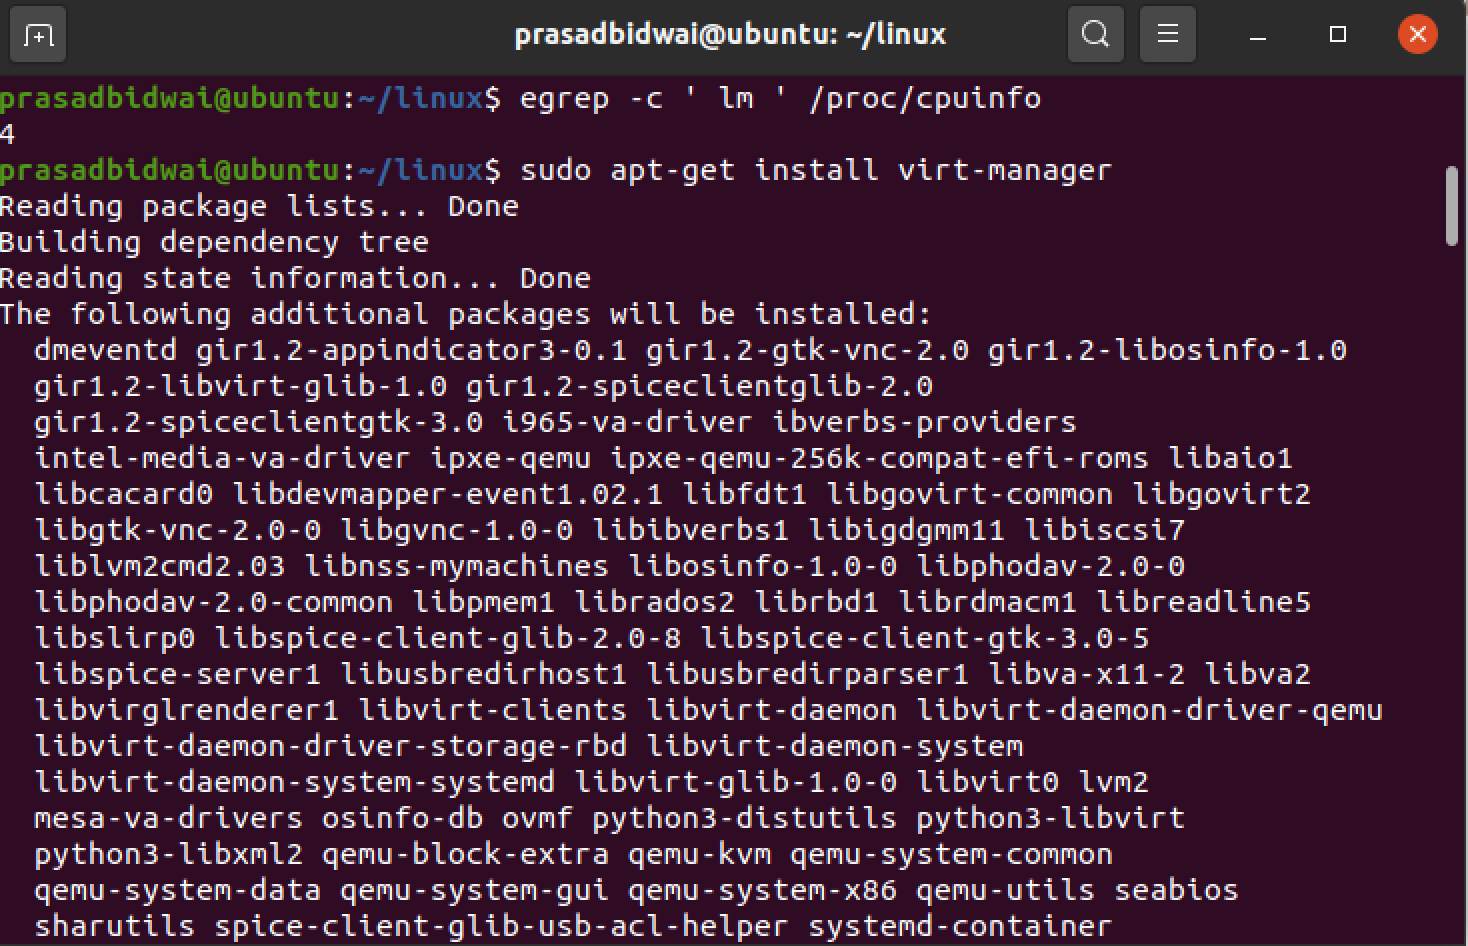 prasadbidwai@ubuntu: ~/linux
prasadbidwai@ubuntu:~/linux$ egrep -c ' lm ' /proc/cpuinfo
4
prasadbidwai@ubuntu:~/linux$ sudo apt-get install virt-manager
Reading package lists... Done
Building dependency tree
Reading state information... Done
The following additional packages will be installed:
dmeventd gir1.2-appindicator3-0.1 gir1.2-gtk-vnc-2.0 gir1.2-libosinfo-1.0
gir1.2-libvirt-glib-1.0 gir1.2-spiceclientglib-2.0
gir1.2-spiceclientgtk-3.0 i965-va-driver ibverbs-providers
intel-media-va-driver ipxe-qemu ipxe-qemu-256k-compat-efi-roms libaio1
libcacard0 libdevmapper-event1.02.1 libfdt1 libgovirt-common libgovirt2
libgtk-vnc-2.0-0 libgvnc-1.0-0 libibverbs1 libigdgmm11 libiscsi7
liblvm2cmd2.03 libnss-mymachines libosinfo-1.0-0 libphodav-2.0-0
libphodav-2.0-common libpmem1 librados2 librbd1 librdmacm1 libreadline5
libslirp0 libspice-client-glib-2.0-8 libspice-client-gtk-3.0-5
libspice-server1 libusbredirhost1 libusbredirparser1 libva-x11-2 libva2
libvirglrenderer1 libvirt-clients libvirt-daemon libvirt-daemon-driver-qemu
libvirt-daemon-driver-storage-rbd libvirt-daemon-system
libvirt-daemon-system-systemd libvirt-glib-1.0-0 libvirt0 lvm2
mesa-va-drivers osinfo-db ovmf python3-distutils python3-libvirt
python3-libxml2 qemu-block-extra qemu-kvm qemu-system-common
qemu-system-data qemu-system-gui qemu-system-x86 qemu-utils seabios
sharutils spice-client-glib-usb-acl-helper systemd-container